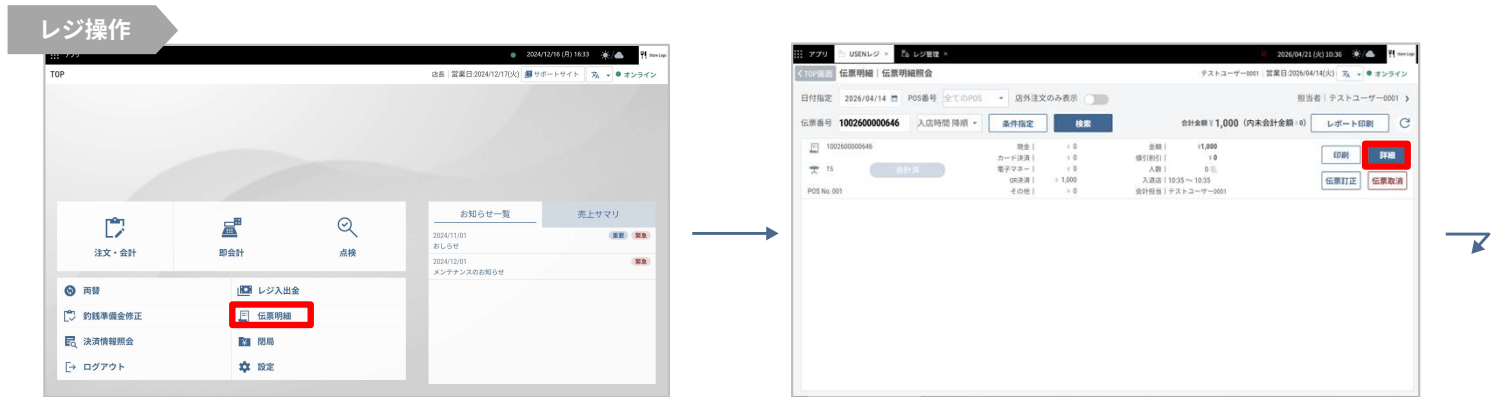 レジ操作
アプリ
2024/12/16 (月) 16:33
Store Logo
TOP
店長 | 営業日:2024/12/17(火)
サポートサイト
オンライン
注文・会計
即会計
点検
両替
レジ入出金
釣銭準備金修正
伝票明細
決済情報照会
閉局
ログアウト
設定
お知らせ一覧
売上サマリ
2024/11/01
重要 緊急
おしらせ
2024/12/01
緊急
メンテナンスのお知らせ
アプリ
USENレジ ×
レジ管理 ×
2026/04/21 (火) 10:36
Store Logo
TOP画面
伝票明細 | 伝票明細照会
テストユーザー0001 | 営業日:2026/04/14(火)
オンライン
日付指定 2026/04/14 POS番号 全てのPOS 店外注文のみ表示
担当者 | テストユーザー0001
伝票番号 1002600000646 入店時間 降順 条件指定 検索
合計金額 ¥ 1,000 (内未会計金額 ¥ 0) レポート印刷
1002600000646
T5
会計済
POS No. 001
現金 | ¥ 0
カード決済 | ¥ 0
電子マネー | ¥ 0
QR決済 | ¥ 1,000
その他 | ¥ 0
金額 | ¥1,000
値引割引 | ¥ 0
人数 | 0 名
入退店 | 10:35 ～ 10:35
会計担当 | テストユーザー0001
印刷 詳細
伝票訂正 伝票取消